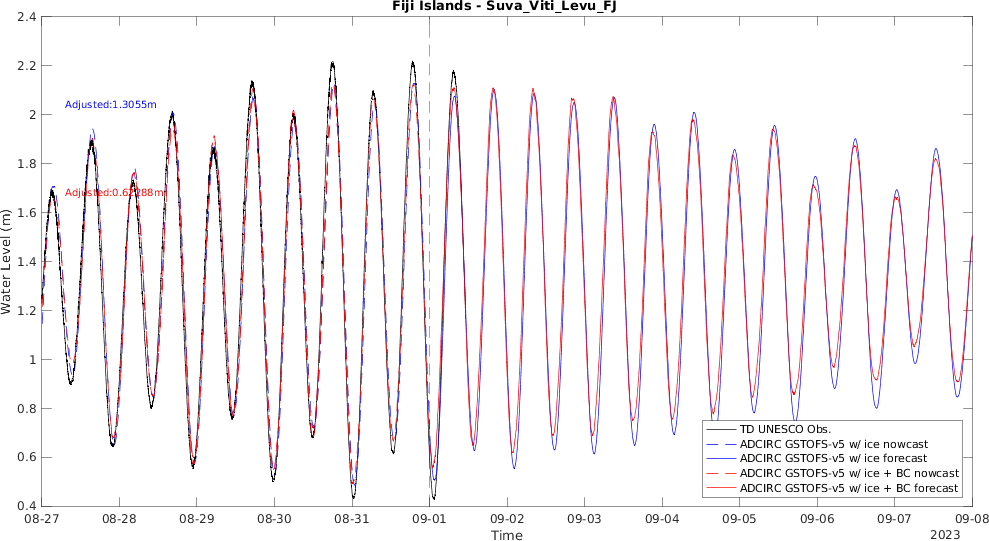 Fiji Islands - Suva_Viti_Levu_FJ
2.4
2.2
2
1.8
1.6
1.4
1.2
1
0.8
0.6
0.4
Water Level (m)
Adjusted:1.3055m
Adjusted:0.62288m
TD UNESCO Obs.
ADCIRC GSTOFS-v5 w/ ice nowcast
ADCIRC GSTOFS-v5 w/ ice forecast
ADCIRC GSTOFS-v5 w/ ice + BC nowcast
ADCIRC GSTOFS-v5 w/ ice + BC forecast
08-27 08-28 08-29 08-30 08-31 09-01 09-02 09-03 09-04 09-05 09-06 09-07 09-08
Time
2023